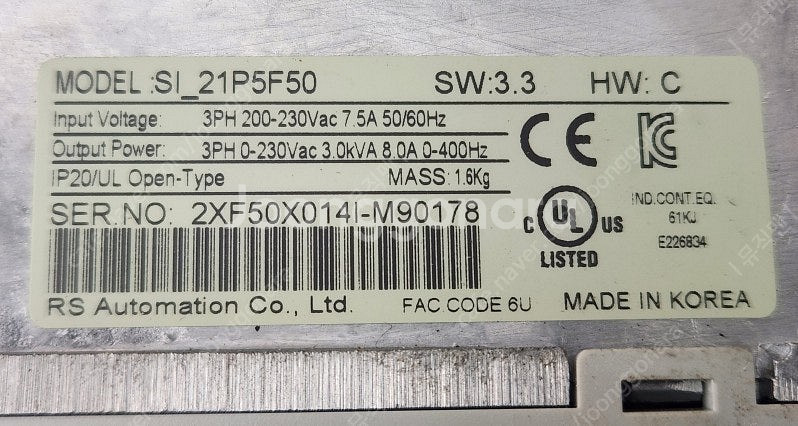 MODEL :SI_21P5F50 SW:3.3 HW: C
Input Voltage: 3PH 200-230Vac 7.5A 50/60Hz
Output Power: 3PH 0-230Vac 3.0kVA 8.0A 0-400Hz
IP20/UL Open-Type MASS: 1.6Kg
CE
KC
SER.NO: 2XF50X014I-M90178
C UL US
LISTED
IND.CONT.EQ.
61KJ
E226834
RS Automation Co., Ltd. FAC.CODE 6U MADE IN KOREA
joonggonara